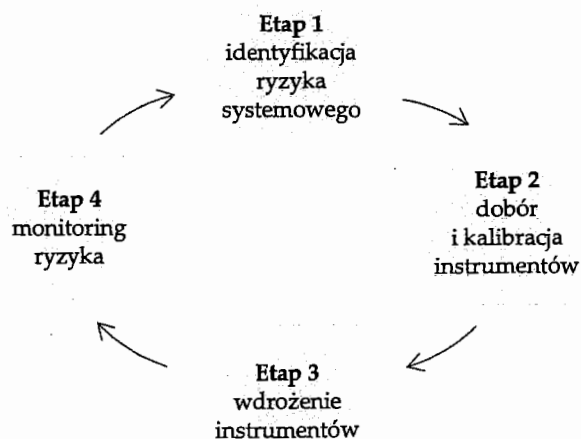 Etap 1
identyfikacja
ryzyka
systemowego
Etap 2
dobór
i kalibracja
instrumentów
Etap 3
wdrożenie
instrumentów
Etap 4
monitoring
ryzyka